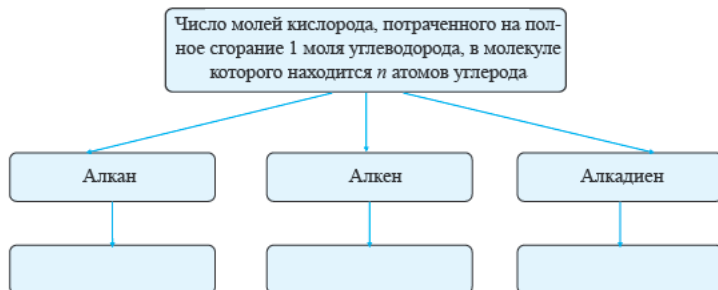 Число молей кислорода, потраченного на пол-
ное сгорание 1 моля углеводорода, в молекуле
которого находится n атомов углерода
Алкан
Алкен
Алкадиен